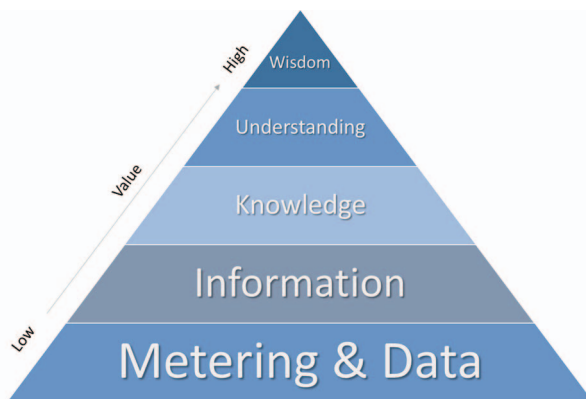 High
Wisdom
Understanding
Value
Knowledge
Information
Low
Metering & Data